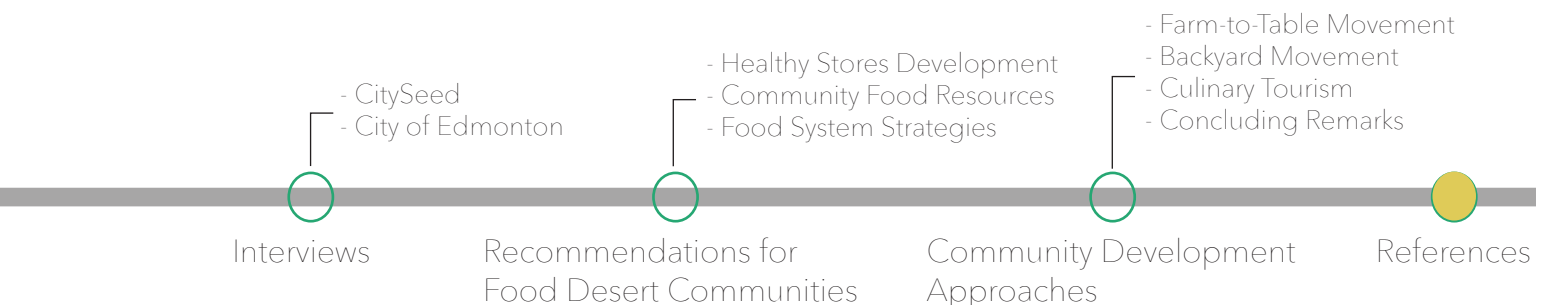 - CitySeed
- City of Edmonton
Interviews
- Healthy Stores Development
- Community Food Resources
- Food System Strategies
Recommendations for
Food Desert Communities
- Farm-to-Table Movement
- Backyard Movement
- Culinary Tourism
- Concluding Remarks
Community Development
Approaches
References